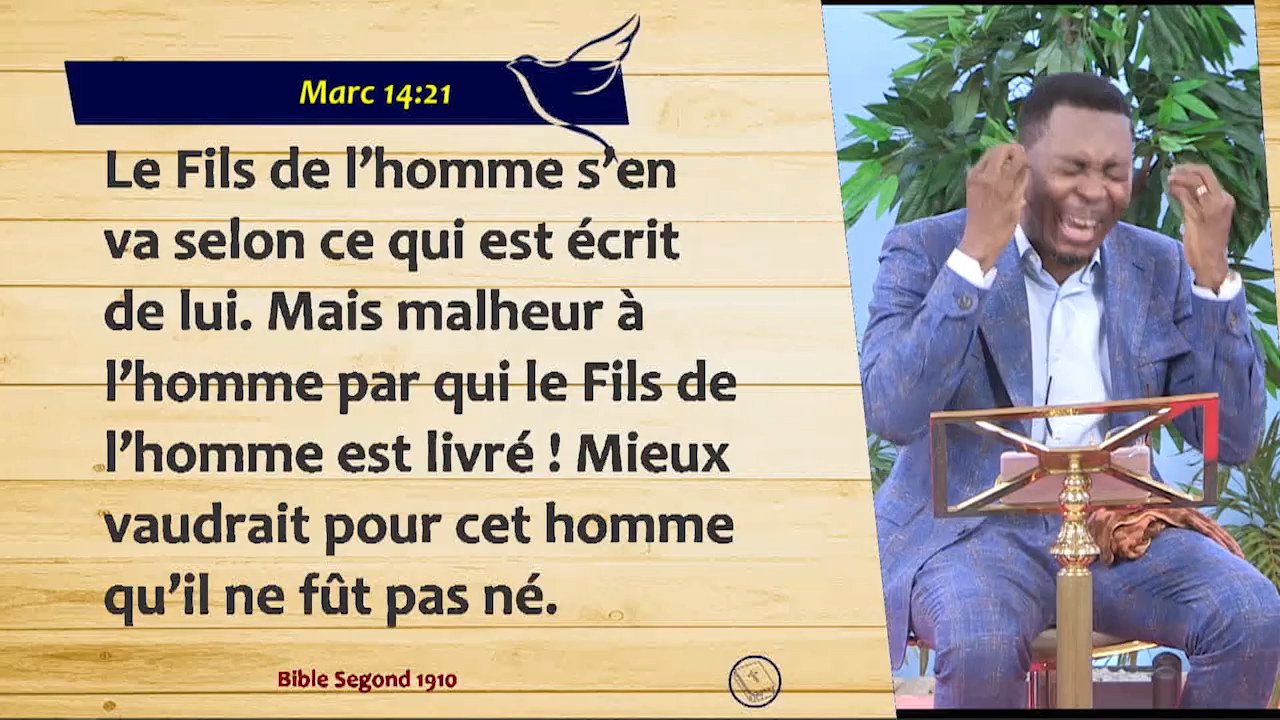 Marc 14:21
Le Fils de l’homme s’en
va selon ce qui est écrit
de lui. Mais malheur à
l’homme par qui le Fils de
l’homme est livré ! Mieux
vaudrait pour cet homme
qu’il ne fût pas né.
Bible Segond 1910